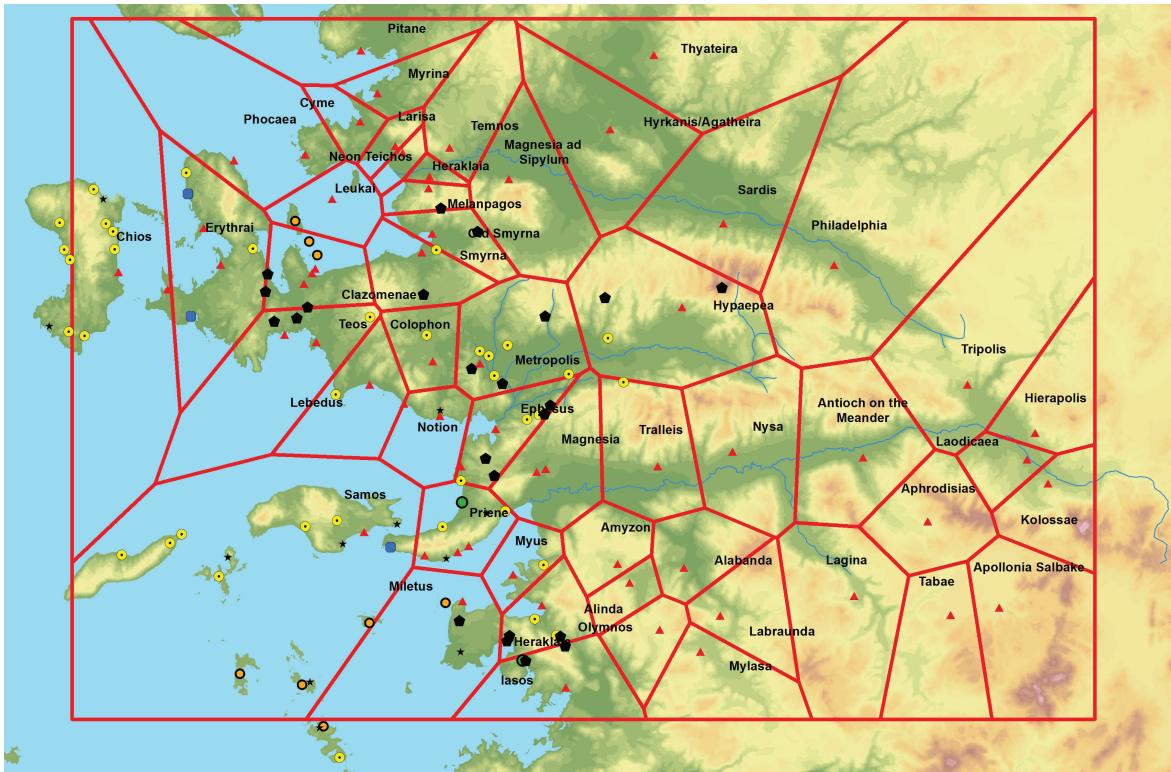 Pitane
Thyateira
Myrina
Cyme
Phocaea
Larisa
Temnos
Hyrkanis/Agatheira
Magnesia ad
Sipylum
Neon Teichos
Heraklaia
Leukai
Sardis
Melanpagos
Philadelphia
Chios
Erythrai
Old Smyrna
Smyrna
Clazomenae
Hypaepea
Teos
Colophon
Metropolis
Tripolis
Lebedus
Hierapolis
Ephesus
Antioch on the
Meander
Notion
Magnesia
Tralleis
Nysa
Laodicaea
Samos
Aphrodisias
Priene
Kolossae
Amyzon
Myus
Alabanda
Lagina
Apollonia Salbake
Tabae
Miletus
Alinda
Olymnos
Labraunda
Heraklaia
Mylasa
Iasos